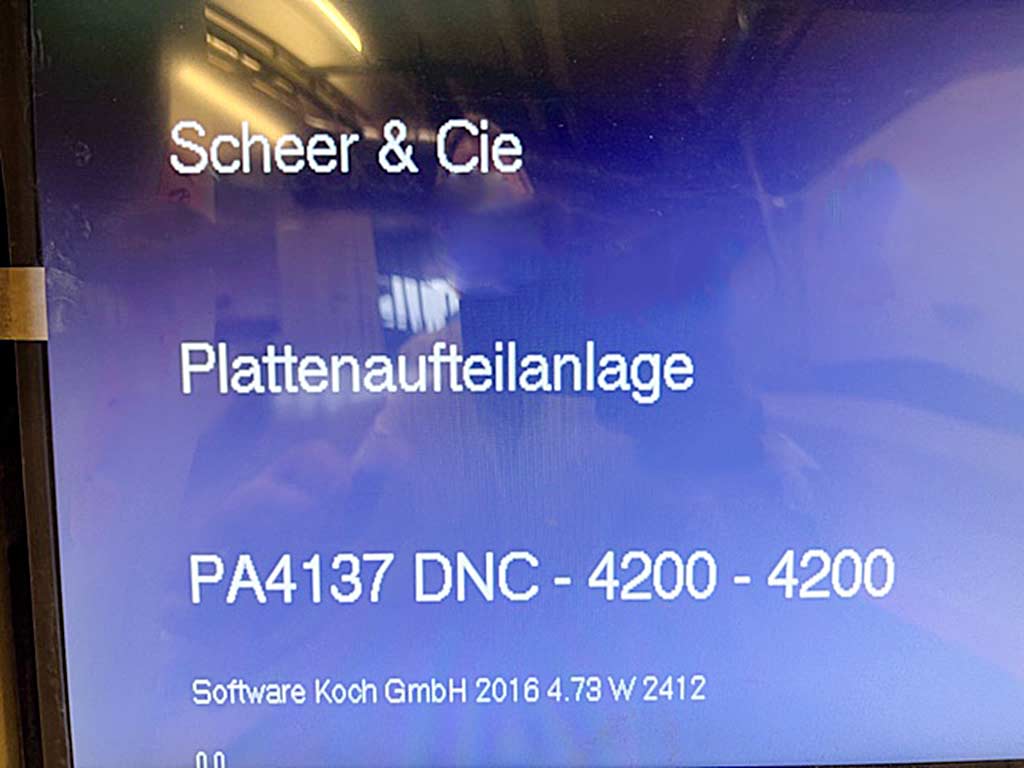 Scheer & Cie
Plattenaufteilanlage
PA4137 DNC - 4200 - 4200
Software Koch GmbH 2016 4.73 W 2412